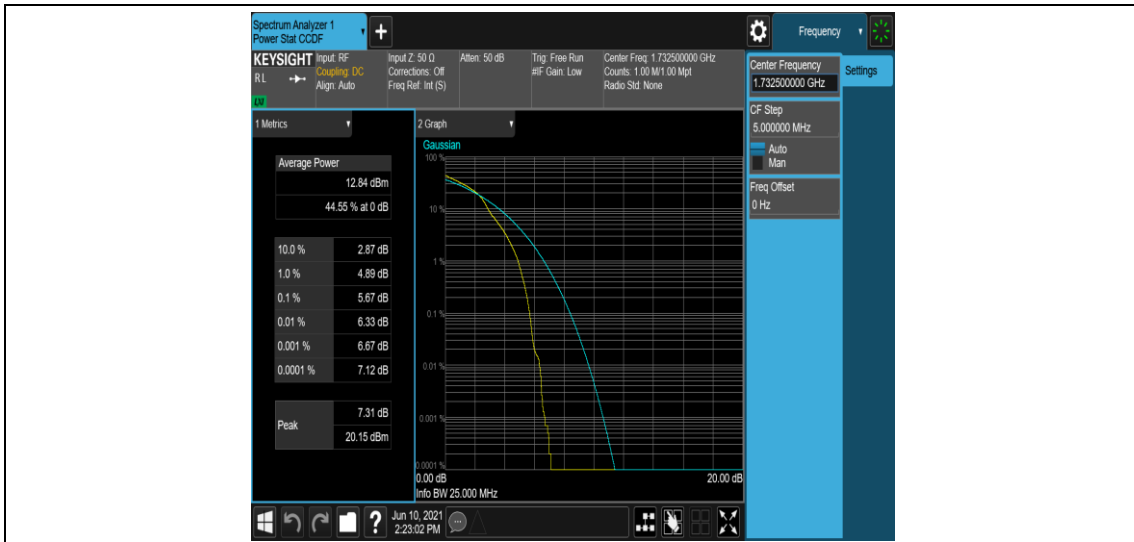 Spectrum Analyzer 1
Power Stat CCDF
+
Frequency
KEYSIGHT
RL
LXI
Input: RF
Coupling: DC
Align: Auto
Input Z: 50 Ω
Corrections: Off
Freq Ref: Int (S)
Atten: 50 dB
Trig: Free Run
#IF Gain: Low
Center Freq: 1.732500000 GHz
Counts: 1.00 M/1.00 Mpt
Radio Std: None
Center Frequency
1.732500000 GHz
Settings
CF Step
5.000000 MHz
Auto
Man
Freq Offset
0 Hz
1 Metrics
Average Power
12.84 dBm
44.55 % at 0 dB
10.0 % 2.87 dB
1.0 % 4.89 dB
0.1 % 5.67 dB
0.01 % 6.33 dB
0.001 % 6.67 dB
0.0001 % 7.12 dB
Peak
7.31 dB
20.15 dBm
2 Graph
Gaussian
100 %
10 %
1 %
0.1 %
0.01 %
0.001 %
0.0001 %
0.00 dB 20.00 dB
Info BW 25.000 MHz
?
Jun 10, 2021
2:23:02 PM